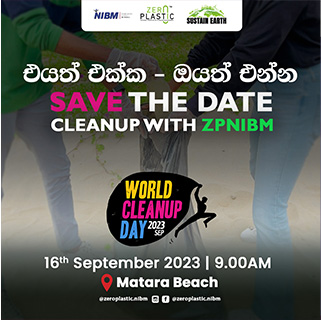 NIBM
ZERO PLASTIC
SUSTAIN EARTH
එයත් එක්ක – ඔයත් එන්න
SAVE THE DATE
CLEANUP WITH ZPNIBM
WORLD
CLEANUP
DAY 2023
SEP
16th September 2023 | 9.00AM
Matara Beach
@zeroplastic.nibm @zeroplastic.nibm